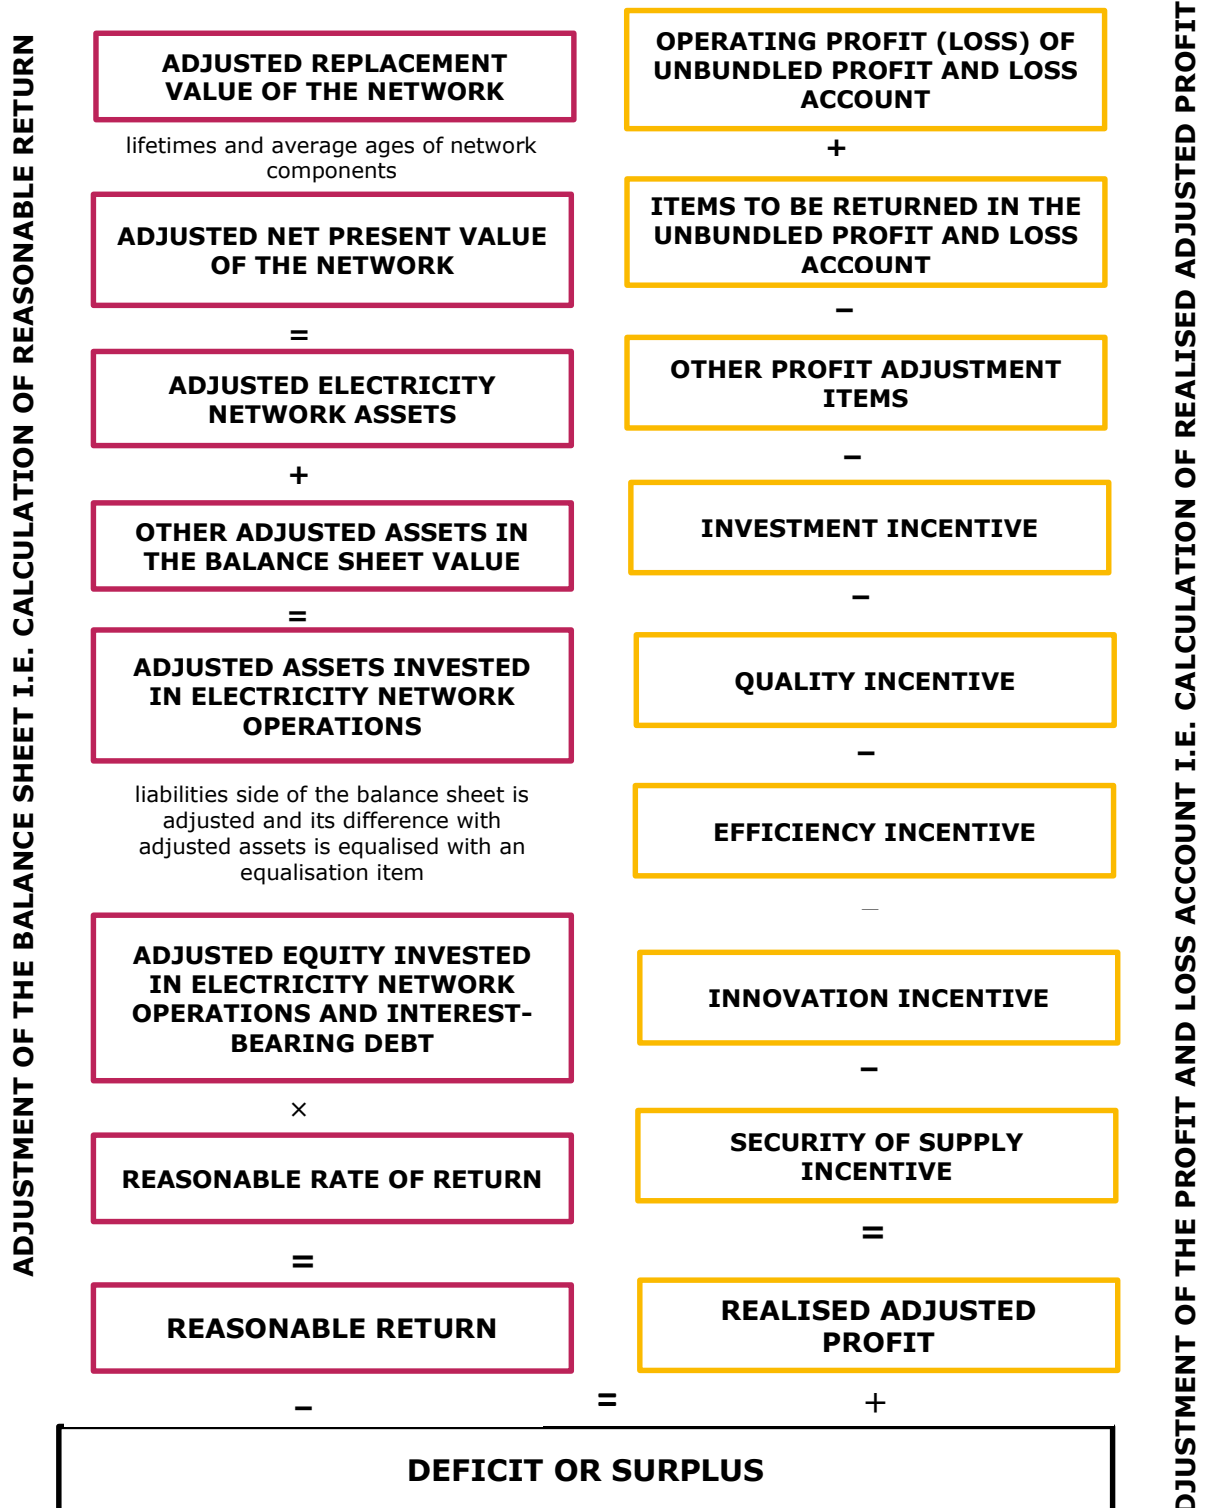 ADJUSTMENT OF THE BALANCE SHEET I.E. CALCULATION OF REASONABLE RETURN
ADJUSTED REPLACEMENT
VALUE OF THE NETWORK
lifetimes and average ages of network
components
ADJUSTED NET PRESENT VALUE
OF THE NETWORK
=
ADJUSTED ELECTRICITY
NETWORK ASSETS
+
OTHER ADJUSTED ASSETS IN
THE BALANCE SHEET VALUE
=
ADJUSTED ASSETS INVESTED
IN ELECTRICITY NETWORK
OPERATIONS
liabilities side of the balance sheet is
adjusted and its difference with
adjusted assets is equalised with an
equalisation item
ADJUSTED EQUITY INVESTED
IN ELECTRICITY NETWORK
OPERATIONS AND INTEREST-
BEARING DEBT
×
REASONABLE RATE OF RETURN
=
REASONABLE RETURN
–
OPERATING PROFIT (LOSS) OF
UNBUNDLED PROFIT AND LOSS
ACCOUNT
+
ITEMS TO BE RETURNED IN THE
UNBUNDLED PROFIT AND LOSS
ACCOUNT
–
OTHER PROFIT ADJUSTMENT
ITEMS
–
INVESTMENT INCENTIVE
–
QUALITY INCENTIVE
–
EFFICIENCY INCENTIVE
–
INNOVATION INCENTIVE
–
SECURITY OF SUPPLY
INCENTIVE
=
REALISED ADJUSTED
PROFIT
+
=
DEFICIT OR SURPLUS
DJUSTMENT OF THE PROFIT AND LOSS ACCOUNT I.E. CALCULATION OF REALISED ADJUSTED PROFIT